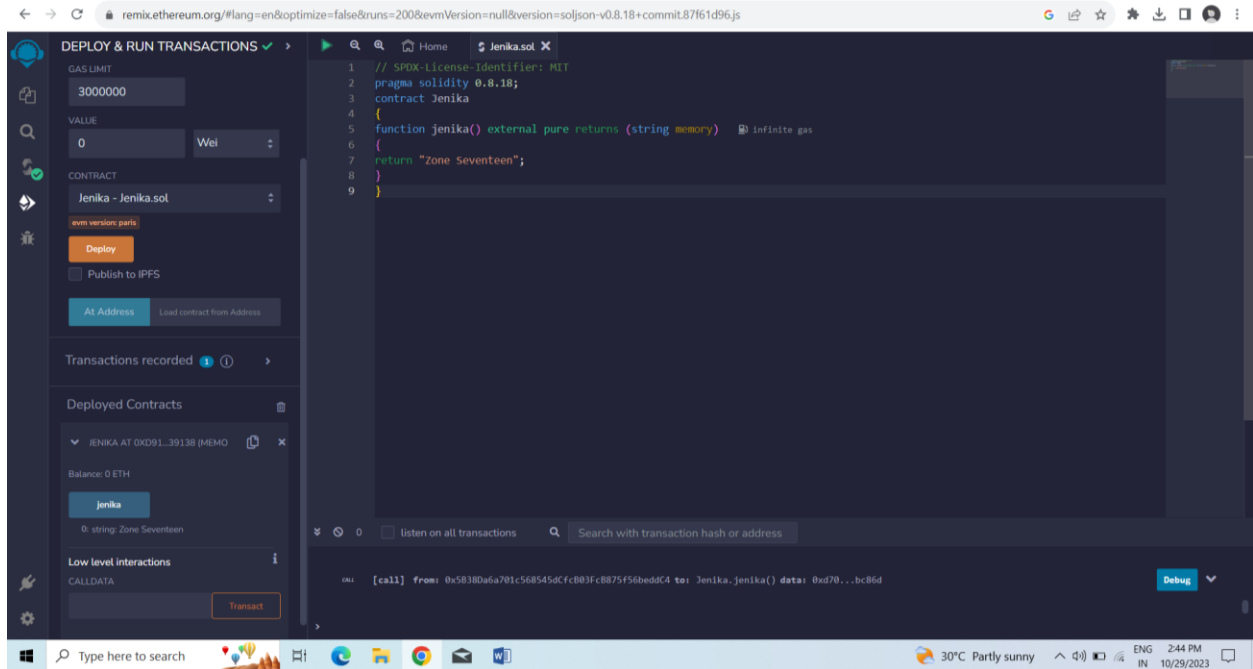 remix.ethereum.org/#lang=en&optimize=false&runs=200&evmVersion=null&version=soljson-v0.8.18+commit.87f61d96.js
DEPLOY & RUN TRANSACTIONS
GAS LIMIT
3000000
VALUE
0 Wei
CONTRACT
Jenika - Jenika.sol
evm version: paris
Deploy
Publish to IPFS
At Address Load contract from Address
Transactions recorded 1
Deployed Contracts
JENIKA AT 0XD91...39138 (MEMO
Balance: 0 ETH
jenika
0: string: Zone Seventeen
Low level interactions
CALLDATA
Transact
Home Jenika.sol
1 // SPDX-License-Identifier: MIT
2 pragma solidity 0.8.18;
3 contract Jenika
4 {
5 function jenika() external pure returns (string memory) infinite gas
6 {
7 return "Zone Seventeen";
8 }
9 }
0 listen on all transactions Search with transaction hash or address
CALL [call] from: 0x5B38Da6a701c568545dCfcB03FcB875f56beddC4 to: Jenika.jenika() data: 0xd70...bc86d Debug
>
Type here to search 30°C Partly sunny ENG IN 2:44 PM 10/29/2023